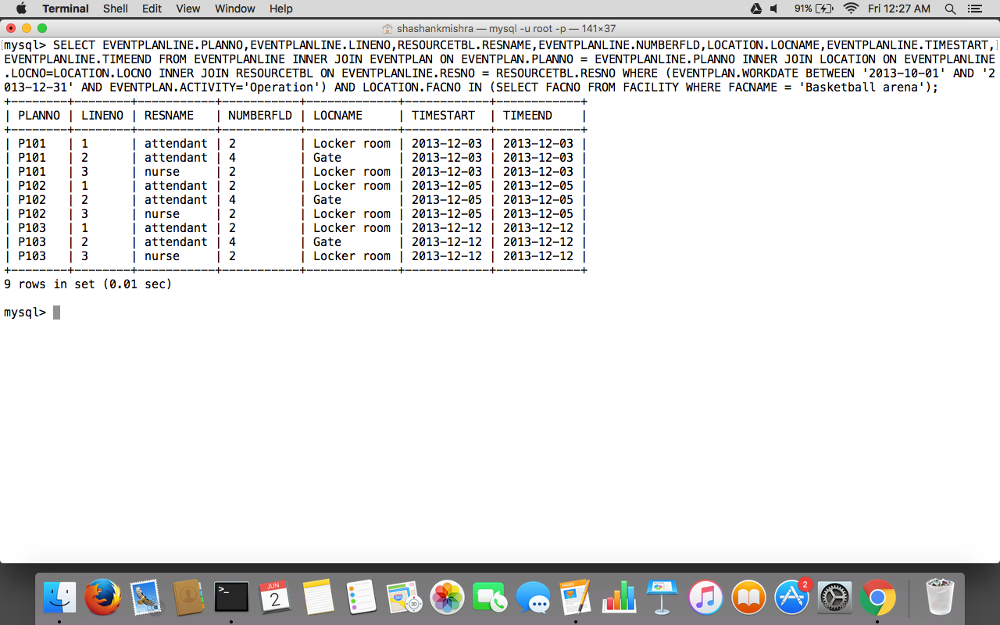 Terminal Shell Edit View Window Help 91% Fri 12:27 AM
shashankmishra — mysql -u root -p — 141×37
mysql> SELECT EVENTPLANLINE.PLANNO,EVENTPLANLINE.LINENO,RESOURCETBL.RESNAME,EVENTPLANLINE.NUMBERFLD,LOCATION.LOCNAME,EVENTPLANLINE.TIMESTART,
EVENTPLANLINE.TIMEEND FROM EVENTPLANLINE INNER JOIN EVENTPLAN ON EVENTPLAN.PLANNO = EVENTPLANLINE.PLANNO INNER JOIN LOCATION ON EVENTPLANLINE
.LOCNO=LOCATION.LOCNO INNER JOIN RESOURCETBL ON EVENTPLANLINE.RESNO = RESOURCETBL.RESNO WHERE (EVENTPLAN.WORKDATE BETWEEN '2013-10-01' AND '2
013-12-31' AND EVENTPLAN.ACTIVITY='Operation') AND LOCATION.FACNO IN (SELECT FACNO FROM FACILITY WHERE FACNAME = 'Basketball arena');
+--------+--------+-----------+-----------+-------------+------------+------------+
| PLANNO | LINENO | RESNAME   | NUMBERFLD | LOCNAME     | TIMESTART  | TIMEEND    |
+--------+--------+-----------+-----------+-------------+------------+------------+
| P101   | 1      | attendant | 2         | Locker room | 2013-12-03 | 2013-12-03 |
| P101   | 2      | attendant | 4         | Gate        | 2013-12-03 | 2013-12-03 |
| P101   | 3      | nurse     | 2         | Locker room | 2013-12-03 | 2013-12-03 |
| P102   | 1      | attendant | 2         | Locker room | 2013-12-05 | 2013-12-05 |
| P102   | 2      | attendant | 4         | Gate        | 2013-12-05 | 2013-12-05 |
| P102   | 3      | nurse     | 2         | Locker room | 2013-12-05 | 2013-12-05 |
| P103   | 1      | attendant | 2         | Locker room | 2013-12-12 | 2013-12-12 |
| P103   | 2      | attendant | 4         | Gate        | 2013-12-12 | 2013-12-12 |
| P103   | 3      | nurse     | 2         | Locker room | 2013-12-12 | 2013-12-12 |
+--------+--------+-----------+-----------+-------------+------------+------------+
9 rows in set (0.01 sec)
mysql>
>_ JUN 2 3D PAGES 2